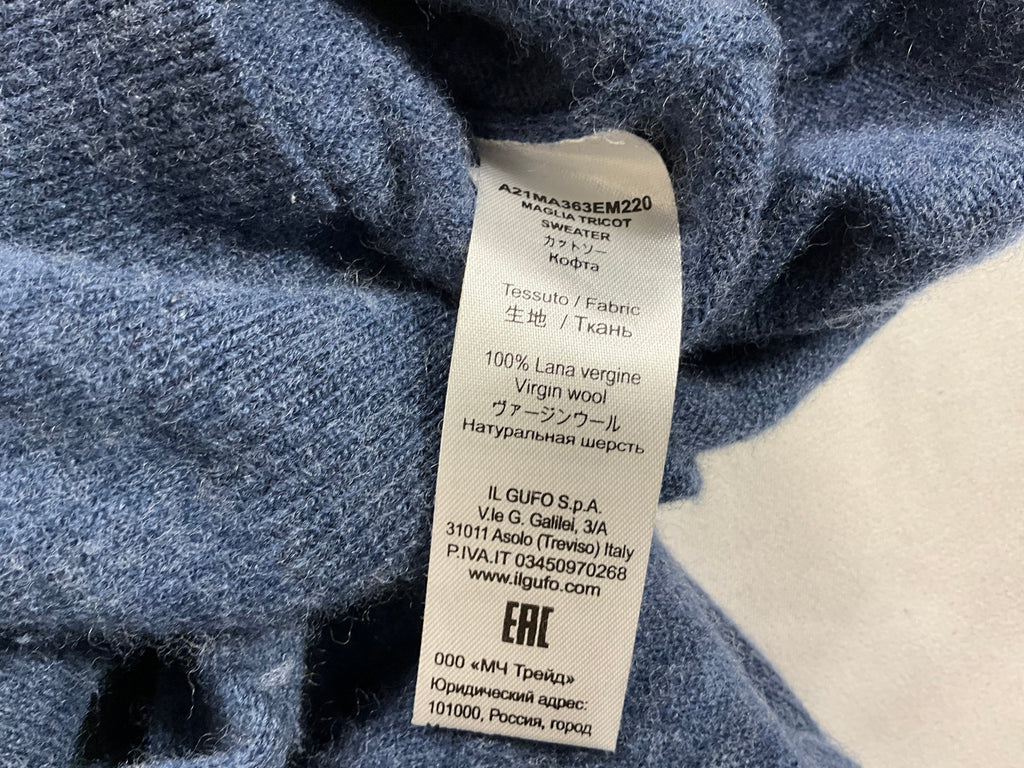 A21MA363EM220
MAGLIA TRICOT
SWEATER
カットソー
Кофта
Tessuto / Fabric
生地 / Ткань
100% Lana vergine
Virgin wool
ヴァージンウール
Натуральная шерсть
IL GUFO S.p.A.
V.le G. Galilei, 3/A
31011 Asolo (Treviso) Italy
P.IVA.IT 03450970268
www.ilgufo.com
EAC
ООО «МЧ Трейд»
Юридический адрес:
101000, Россия, город